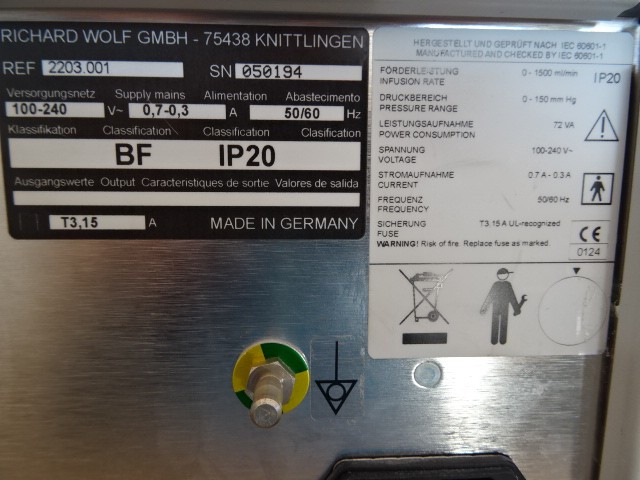 RICHARD WOLF GMBH - 75438 KNITTLINGEN
REF 2203.001 SN 050194
Versorgungsnetz Supply mains Alimentation Abastecimento
100-240 V~ 0,7-0,3 A 50/60 Hz
Klassifikation Classification Classification Clasification
BF IP20
Ausgangswerte Output Caracteristiques de sortie Valores de salida
T3,15 A MADE IN GERMANY
HERGESTELLT UND GEPRÜFT NACH IEC 60601-1
MANUFACTURED AND CHECKED BY IEC 60601-1
FÖRDERLEISTUNG
INFUSION RATE 0 - 1500 ml/min IP20
DRUCKBEREICH
PRESSURE RANGE 0 - 150 mm Hg
LEISTUNGSAUFNAHME
POWER CONSUMPTION 72 VA
SPANNUNG
VOLTAGE 100-240 V~
STROMAUFNAHME
CURRENT 0.7 A - 0.3 A
FREQUENZ
FREQUENCY 50/60 Hz
SICHERUNG
FUSE T3.15 A UL-recognized
WARNING! Risk of fire. Replace fuse as marked.
CE
0124